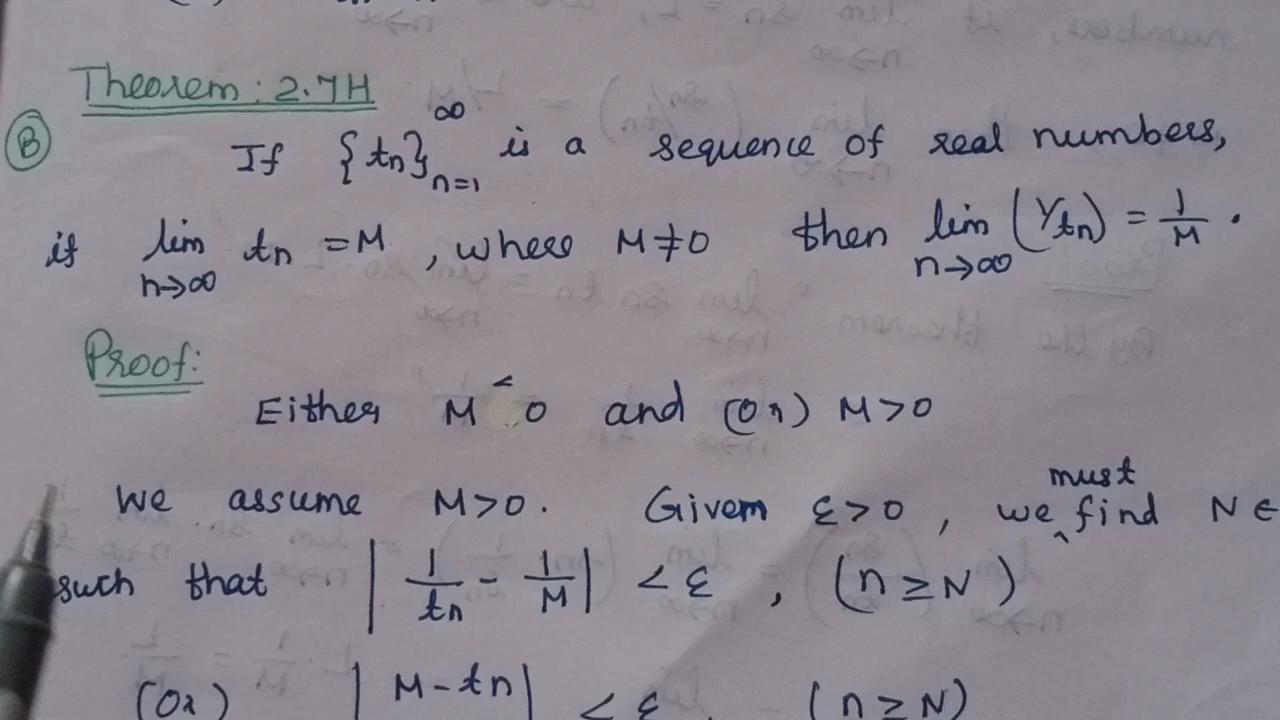 Theorem: 2.7H
(B)
If {tn}∞n=1 is a sequence of real numbers,
if lim n→∞ tn = M, where M≠0 then lim n→∞ (1/tn) = 1/M.
Proof:
Either M < 0 and (or) M>0
We assume M>0. Given ε>0, we must find N∈
such that |1/tn - 1/M| < ε, (n≥N)
(Or) | M-tn | < ε, (n≥N)